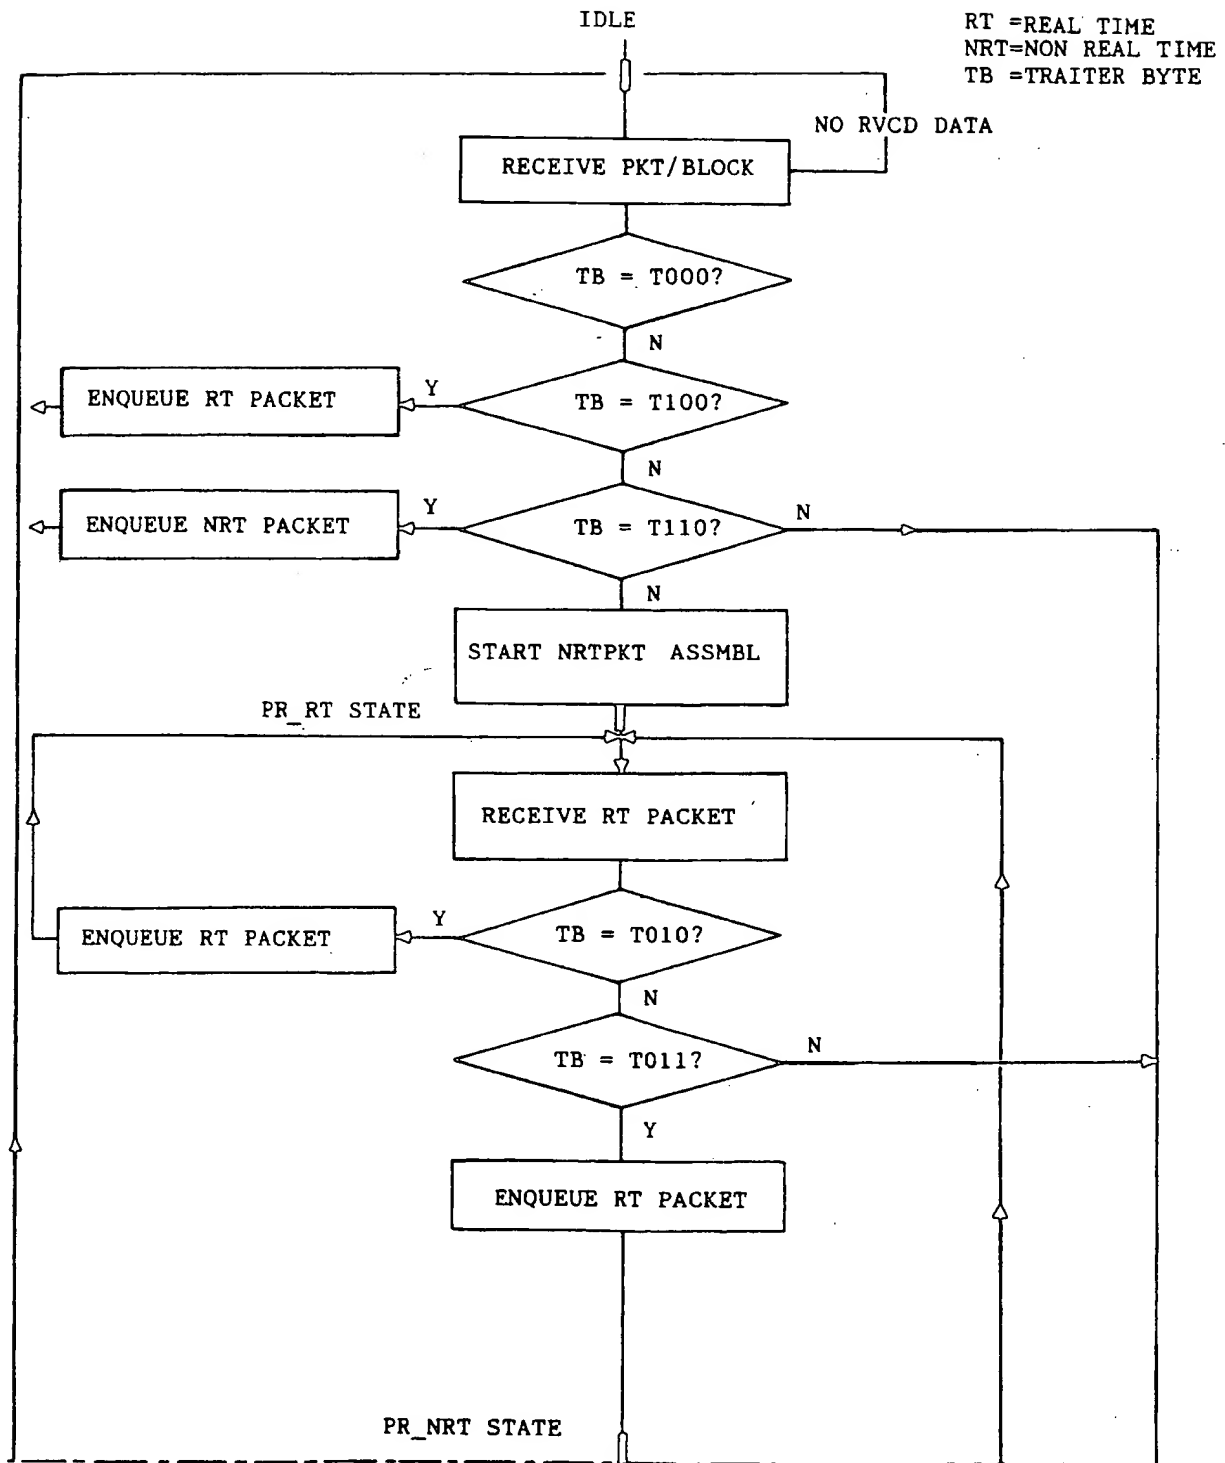 IDLE
RT =REAL TIME
NRT=NON REAL TIME
TB =TRAITER BYTE
NO RVCD DATA
RECEIVE PKT/BLOCK
TB = T000?
N
ENQUEUE RT PACKET
Y
TB = T100?
N
ENQUEUE NRT PACKET
Y
TB = T110?
N
N
START NRTPKT ASSMBL
PR_RT STATE
RECEIVE RT PACKET
ENQUEUE RT PACKET
Y
TB = T010?
N
TB = T011?
N
Y
ENQUEUE RT PACKET
PR_NRT STATE